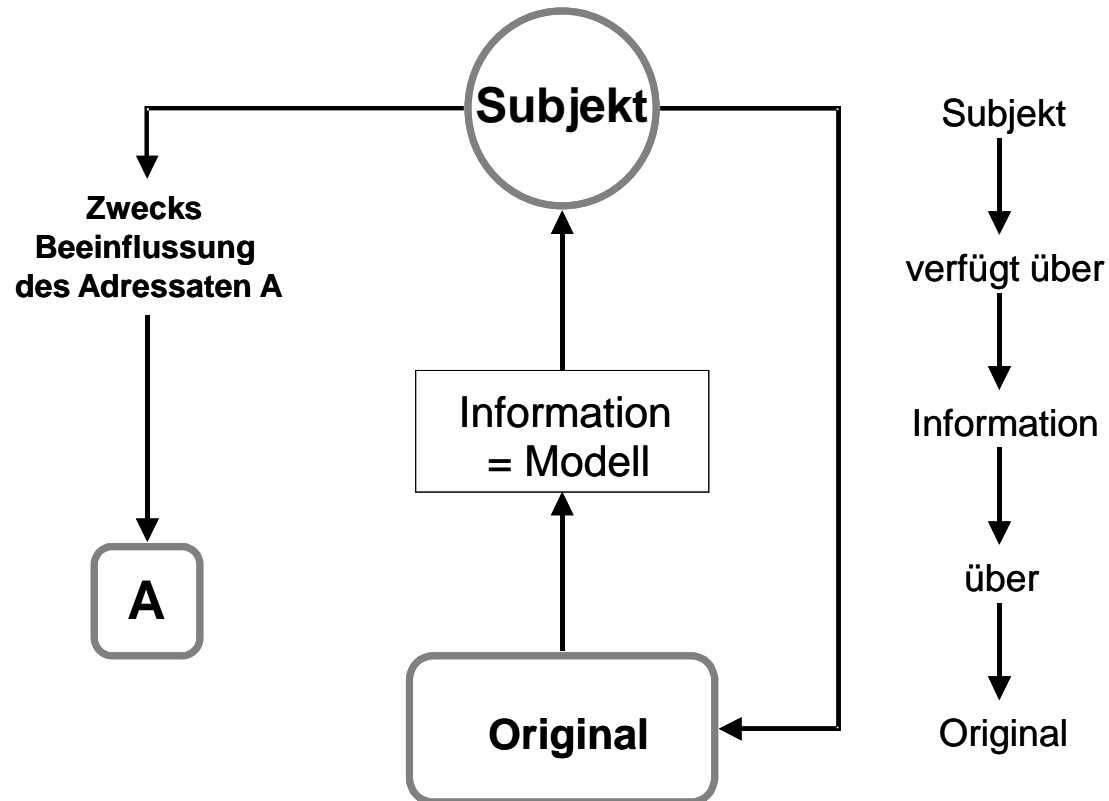 Subjekt
Zwecks
Beeinflussung
des Adressaten A
Information
= Modell
A
Original
Subjekt
verfügt über
Information
über
Original